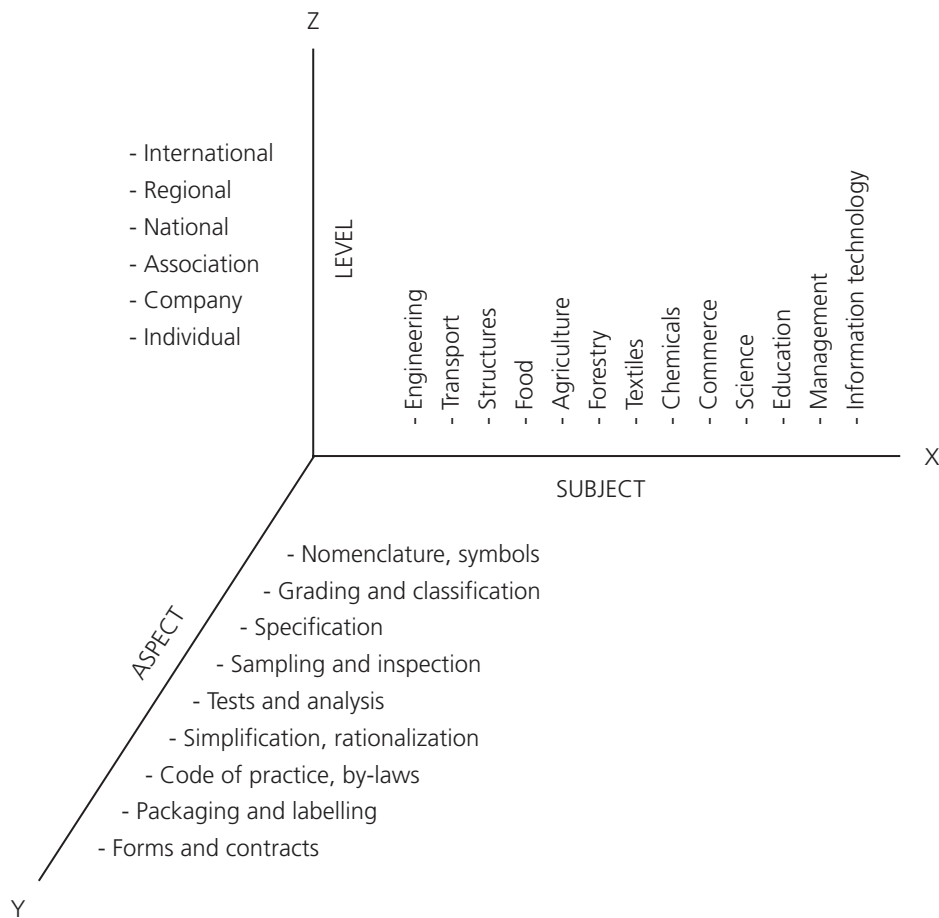 Z
- International
- Regional
- National
- Association
- Company
- Individual
LEVEL
- Engineering
- Transport
- Structures
- Food
- Agriculture
- Forestry
- Textiles
- Chemicals
- Commerce
- Science
- Education
- Management
- Information technology
X
SUBJECT
- Nomenclature, symbols
- Grading and classification
- Specification
- Sampling and inspection
- Tests and analysis
- Simplification, rationalization
- Code of practice, by-laws
- Packaging and labelling
- Forms and contracts
ASPECT
Y